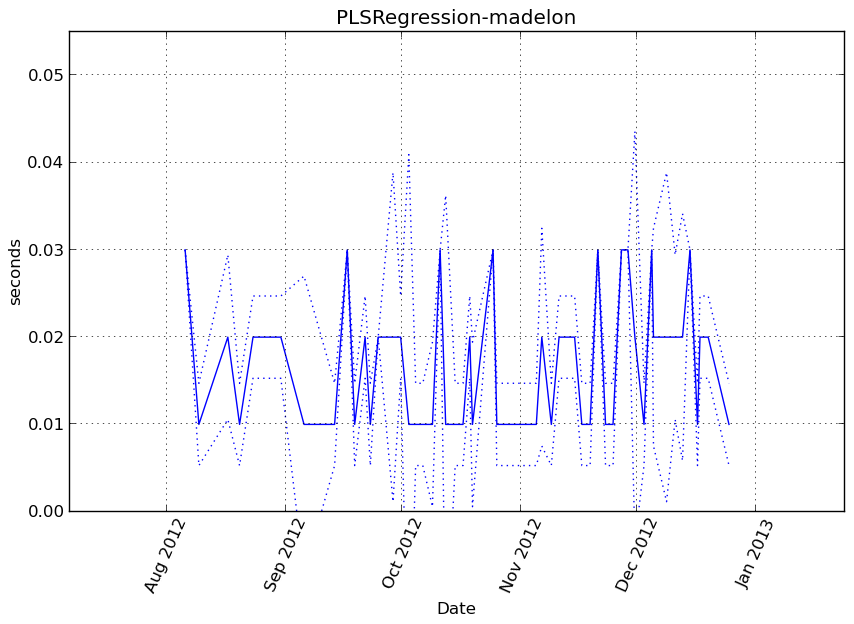 PLSRegression-madelon
0.05
0.04
0.03
0.02
0.01
0.00
seconds
Aug 2012
Sep 2012
Oct 2012
Nov 2012
Dec 2012
Jan 2013
Date